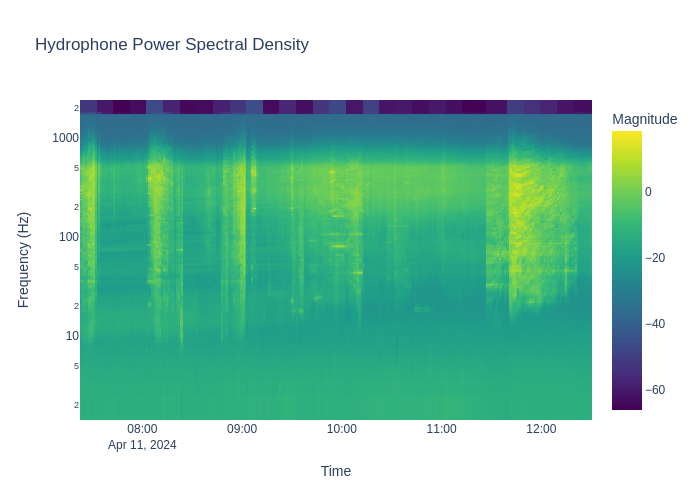 Hydrophone Power Spectral Density
Magnitude
0
−20
−40
−60
2
1000
5
2
100
5
2
10
5
2
Frequency (Hz)
08:00 09:00 10:00 11:00 12:00
Apr 11, 2024
Time